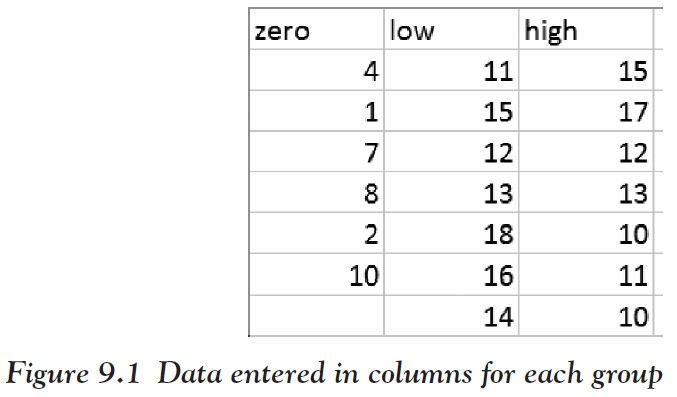 zero low high
4 11 15
1 15 17
7 12 12
8 13 13
2 18 10
10 16 11
14 10
Figure 9.1 Data entered in columns for each group